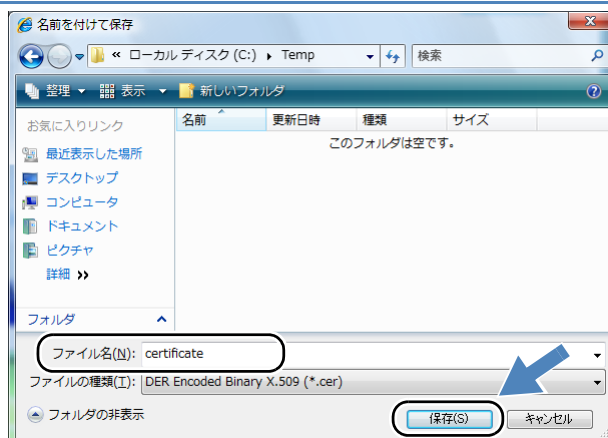 名前を付けて保存
« ローカル ディスク (C:) ▸ Temp 検索
整理 表示 新しいフォルダ
お気に入りリンク
名前 更新日時 種類 サイズ
このフォルダは空です。
最近表示した場所
デスクトップ
コンピュータ
ドキュメント
ピクチャ
詳細 »
フォルダ
ファイル名(N): certificate
ファイルの種類(T): DER Encoded Binary X.509 (*.cer)
フォルダの非表示 保存(S) キャンセル